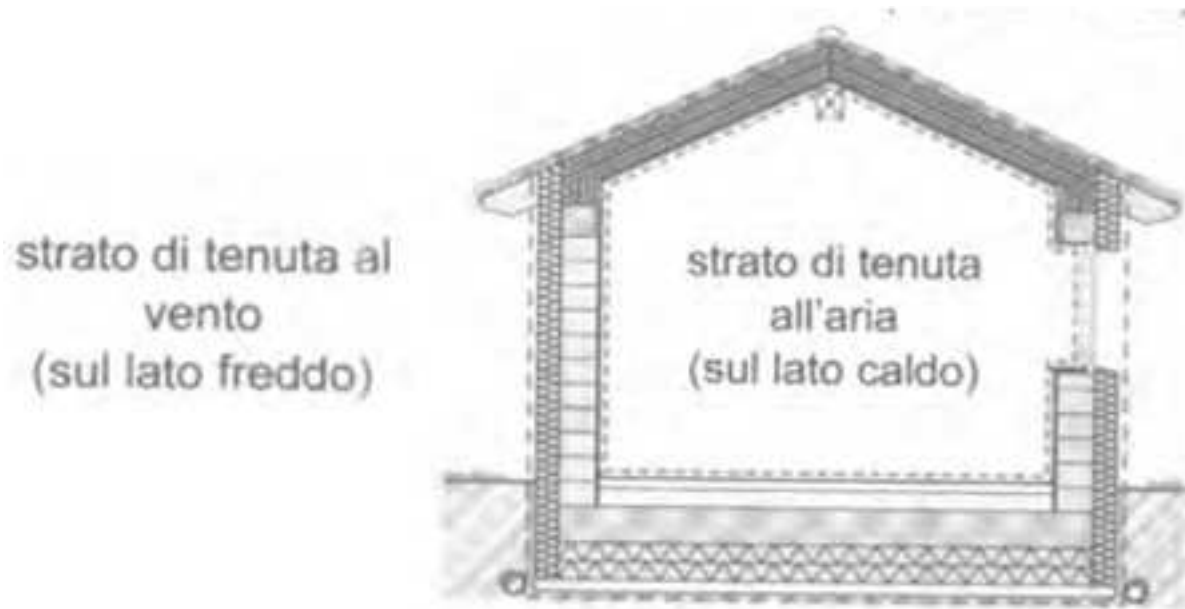 strato di tenuta al
vento
(sul lato freddo)
strato di tenuta
all'aria
(sul lato caldo)